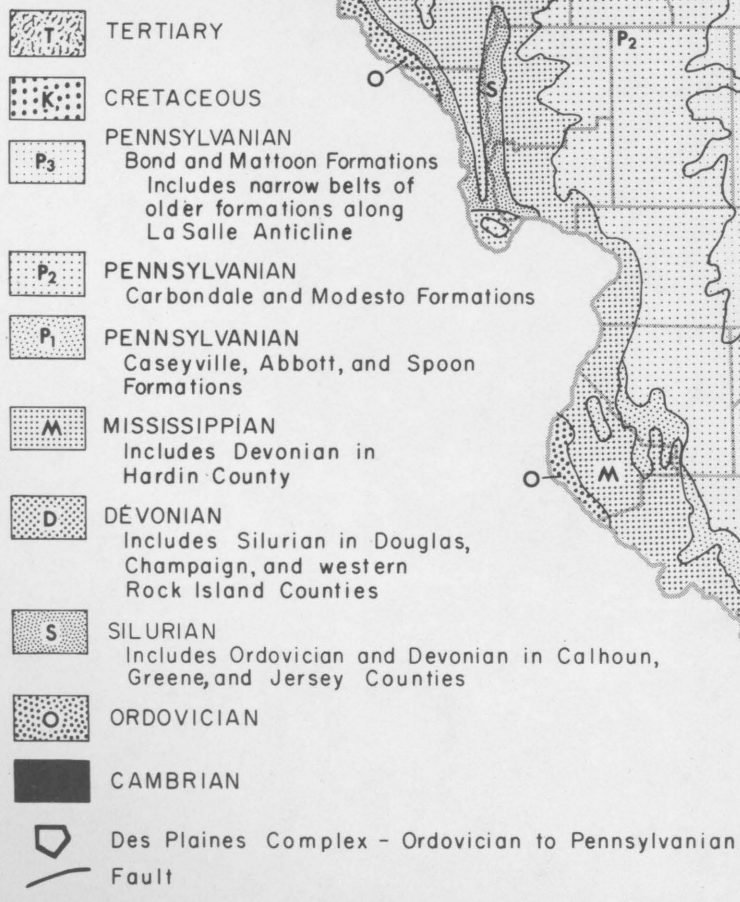 T TERTIARY
K CRETACEOUS
P3 PENNSYLVANIAN
Bond and Mattoon Formations
Includes narrow belts of
older formations along
La Salle Anticline
P2 PENNSYLVANIAN
Carbondale and Modesto Formations
P1 PENNSYLVANIAN
Caseyville, Abbott, and Spoon
Formations
M MISSISSIPPIAN
Includes Devonian in
Hardin County
D DEVONIAN
Includes Silurian in Douglas,
Champaign, and western
Rock Island Counties
S SILURIAN
Includes Ordovician and Devonian in Calhoun,
Greene, and Jersey Counties
O ORDOVICIAN
CAMBRIAN
Des Plaines Complex - Ordovician to Pennsylvanian
Fault
P2
O
S
M
O